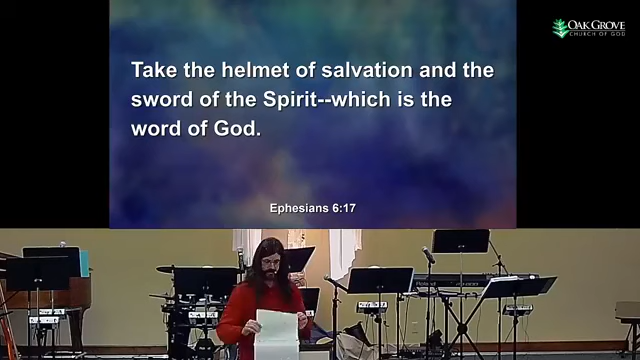 OAK GROVE
CHURCH OF GOD
Take the helmet of salvation and the
sword of the Spirit--which is the
word of God.
Ephesians 6:17